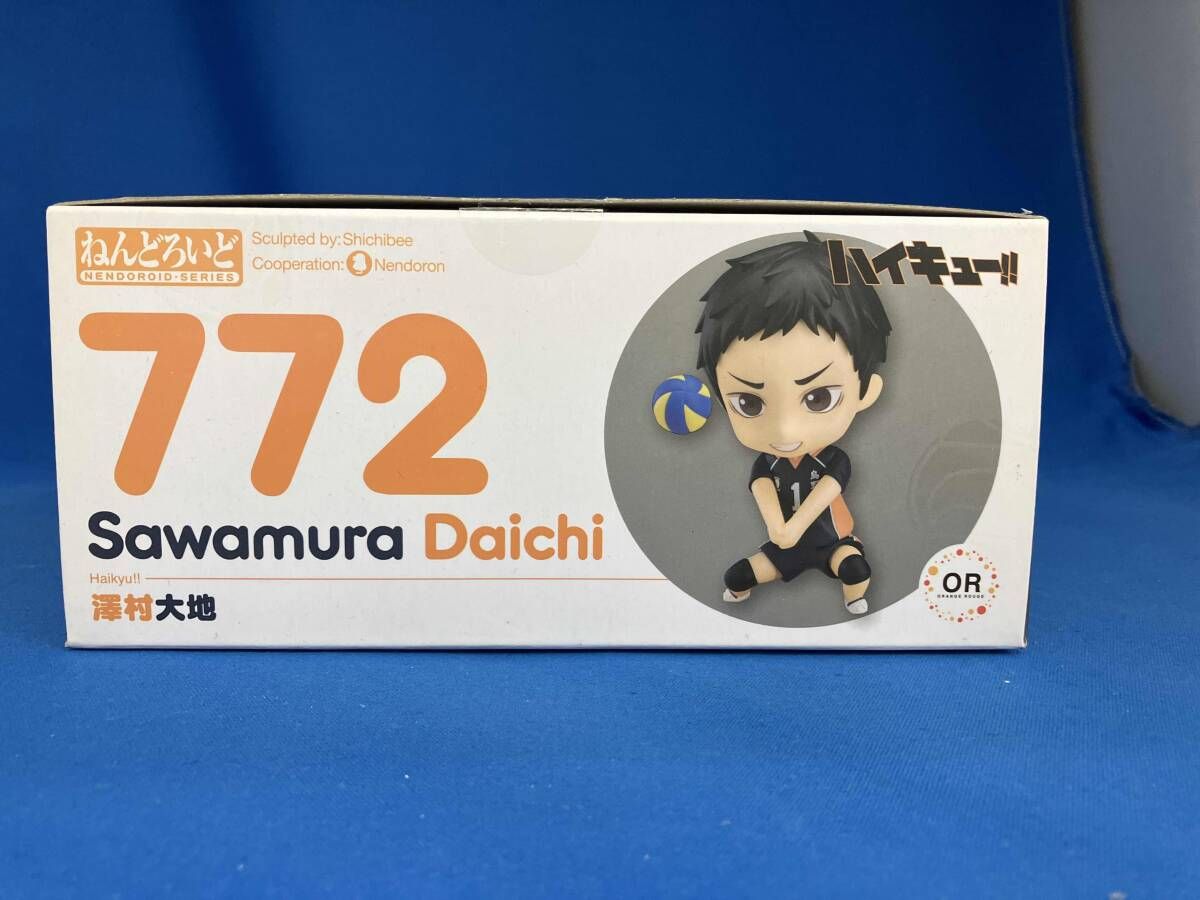 ねんどろいど
NENDOROID-SERIES
Sculpted by: Shichibee
Cooperation: Nendoron
ハイキュー!!
772
1
Sawamura Daichi
Haikyu!!
澤村大地
OR
ORANGE ROUGE